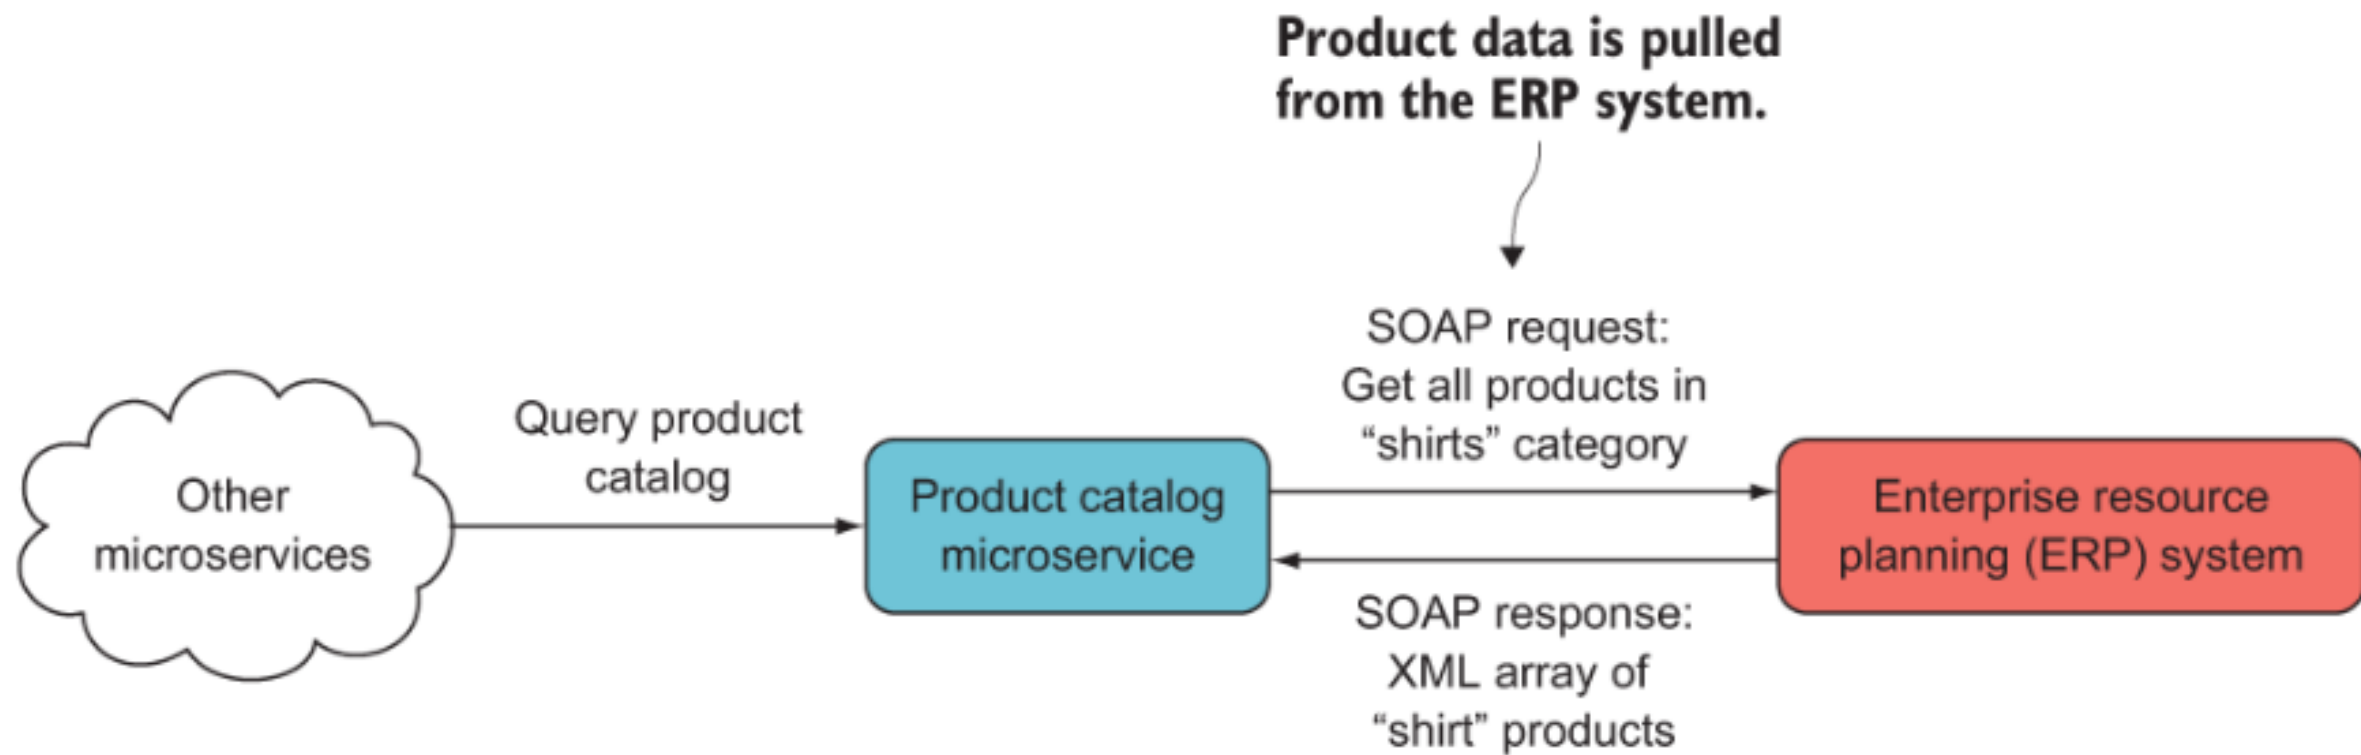 Product data is pulled
from the ERP system.
SOAP request:
Get all products in
“shirts” category
Query product
catalog
Other
microservices
Product catalog
microservice
Enterprise resource
planning (ERP) system
SOAP response:
XML array of
“shirt” products